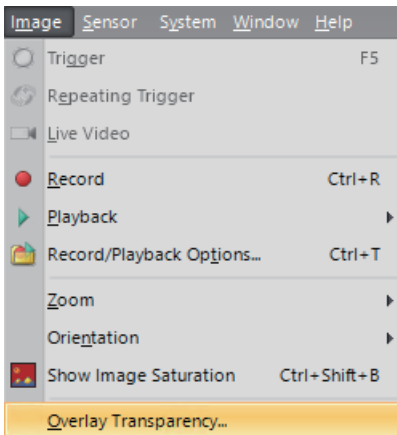 Image Sensor System Window Help
Trigger F5
Repeating Trigger
Live Video
Record Ctrl+R
Playback
Record/Playback Options... Ctrl+T
Zoom
Orientation
Show Image Saturation Ctrl+Shift+B
Overlay Transparency...